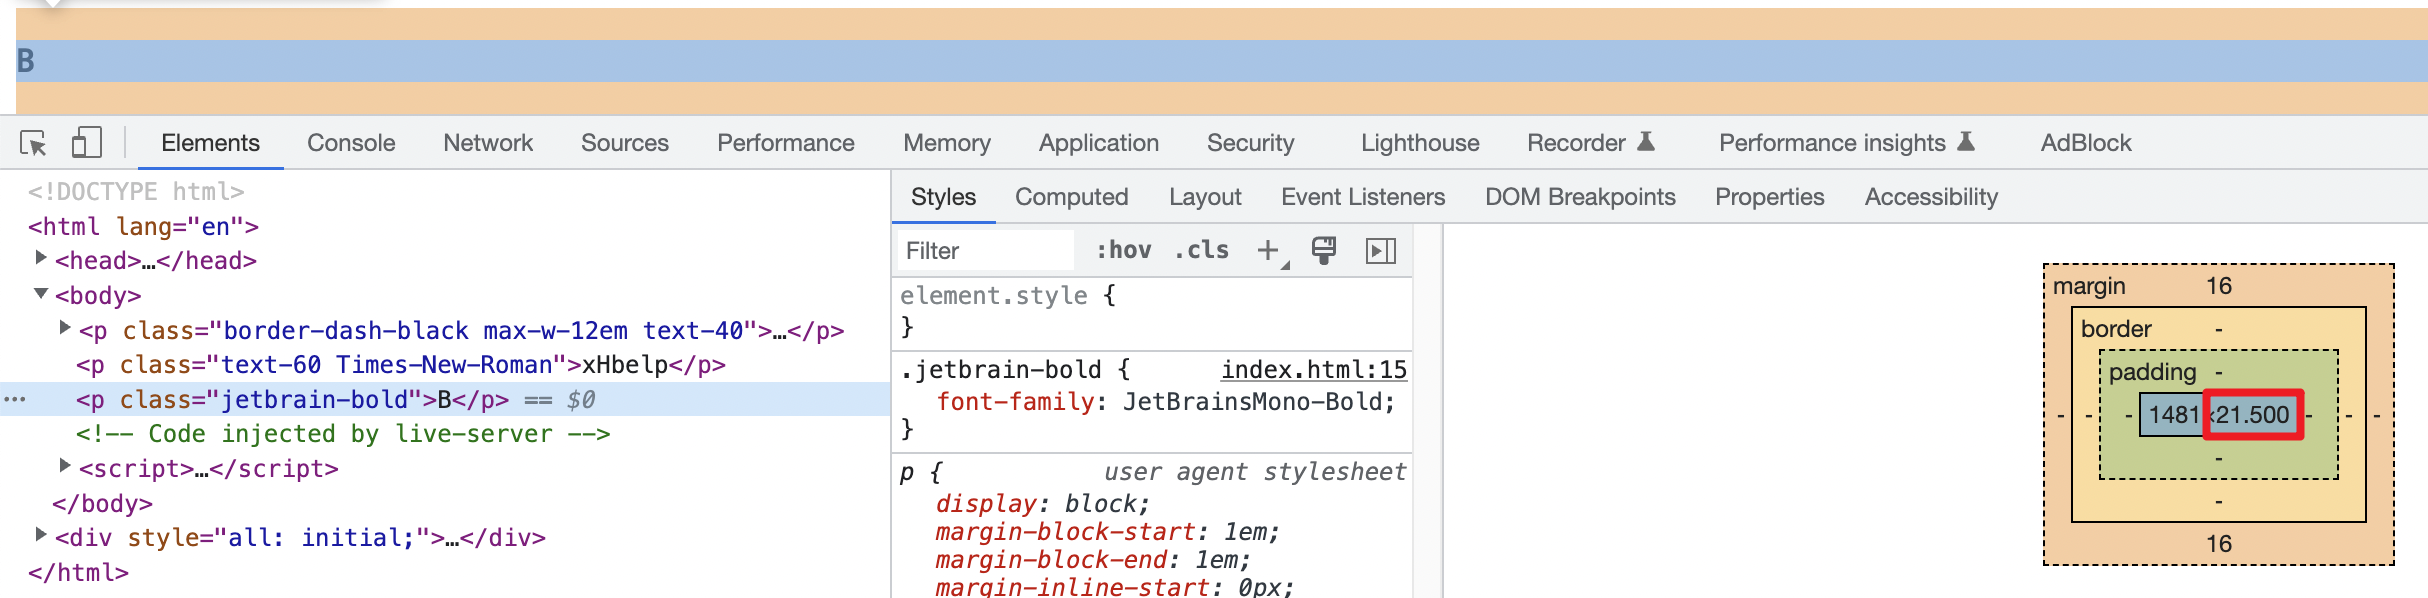 B
Elements Console Network Sources Performance Memory Application Security Lighthouse Recorder Performance insights AdBlock
<!DOCTYPE html>
<html lang="en">
<head>…</head>
<body>
<p class="border-dash-black max-w-12em text-40">…</p>
<p class="text-60 Times-New-Roman">xHbelp</p>
<p class="jetbrain-bold">B</p> == $0
<!-- Code injected by live-server -->
<script>…</script>
</body>
<div style="all: initial;">…</div>
</html>
Styles Computed Layout Event Listeners DOM Breakpoints Properties Accessibility
Filter :hov .cls +
element.style {
}
.jetbrain-bold { index.html:15
font-family: JetBrainsMono-Bold;
}
p { user agent stylesheet
display: block;
margin-block-start: 1em;
margin-block-end: 1em;
margin-inline-start: 0px;
margin 16
border -
padding -
- - - 1481×21.500 - - -
-
-
16